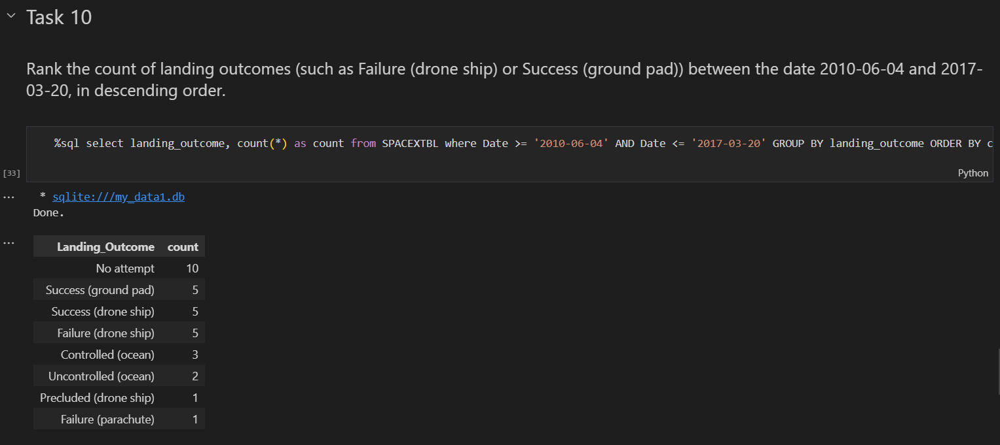 Task 10
Rank the count of landing outcomes (such as Failure (drone ship) or Success (ground pad)) between the date 2010-06-04 and 2017-
03-20, in descending order.
%sql select landing_outcome, count(*) as count from SPACEXTBL where Date >= '2010-06-04' AND Date <= '2017-03-20' GROUP BY landing_outcome ORDER BY c
[33]
Python
* sqlite:///my_data1.db
Done.
Landing_Outcome count
No attempt 10
Success (ground pad) 5
Success (drone ship) 5
Failure (drone ship) 5
Controlled (ocean) 3
Uncontrolled (ocean) 2
Precluded (drone ship) 1
Failure (parachute) 1